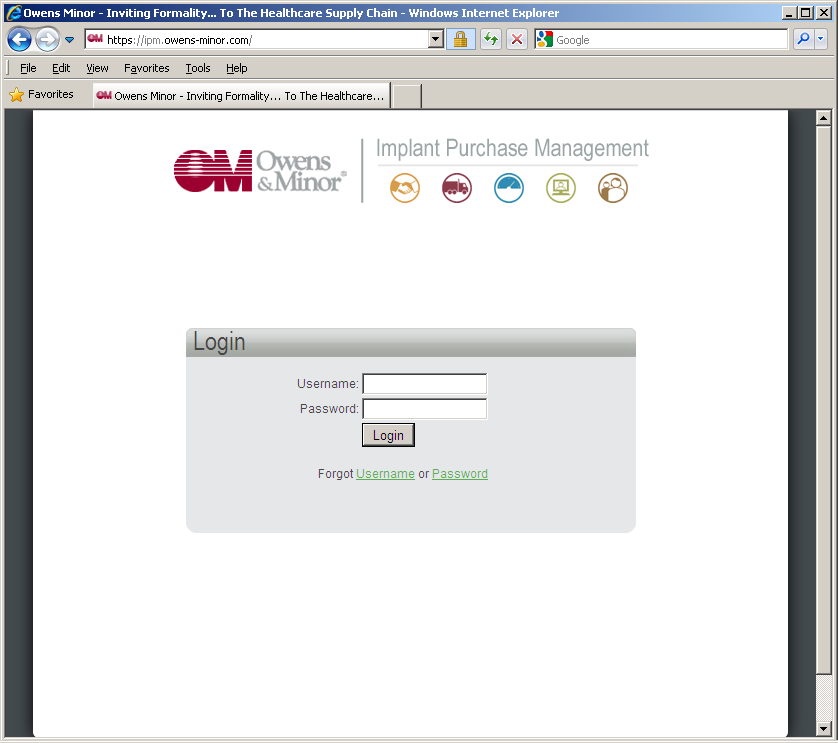 Owens Minor - Inviting Formality... To The Healthcare Supply Chain - Windows Internet Explorer
OM https://ipm.owens-minor.com/
Google
File Edit View Favorites Tools Help
Favorites
OM Owens Minor - Inviting Formality... To The Healthcare...
OM Owens & Minor®
Implant Purchase Management
Login
Username:
Password:
Login
Forgot Username or Password